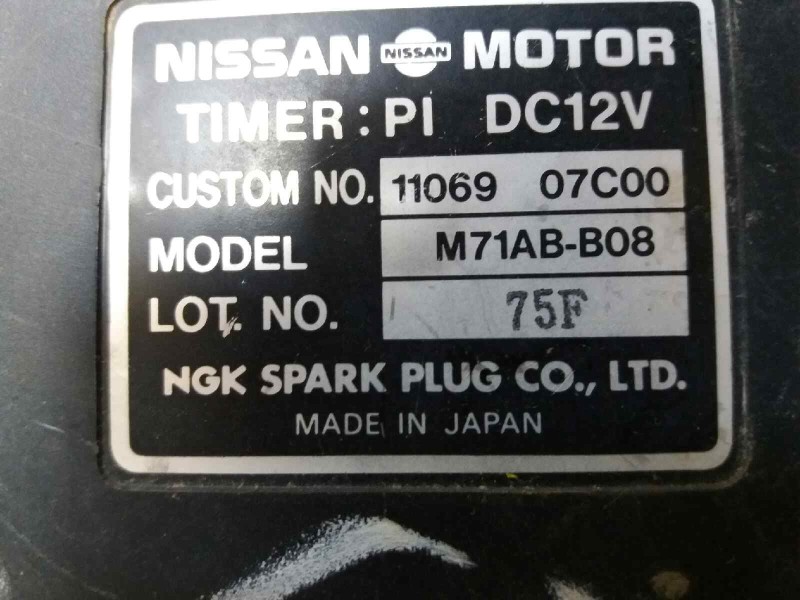 NISSAN NISSAN MOTOR
TIMER : PI DC12V
CUSTOM NO. 11069 07C00
MODEL M71AB-B08
LOT. NO. 75F
NGK SPARK PLUG CO., LTD.
MADE IN JAPAN